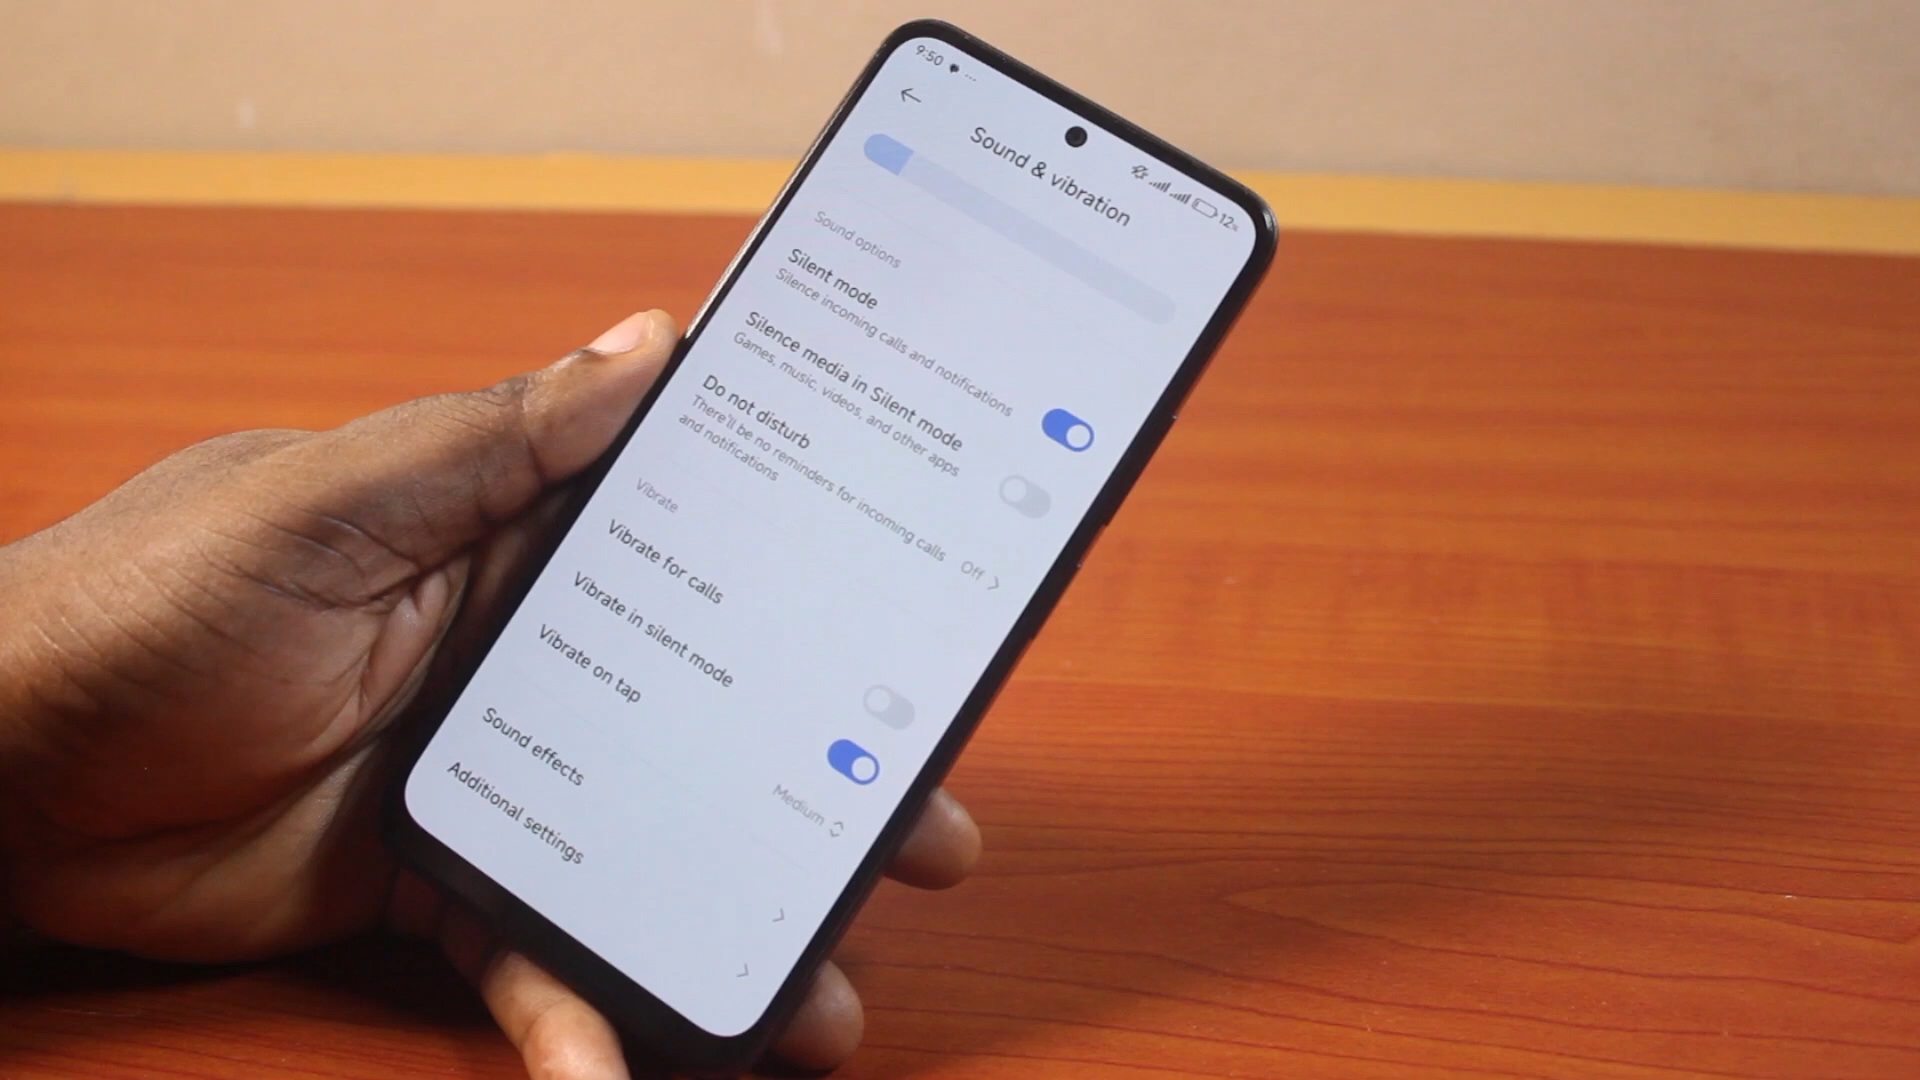 9:50
12%
Sound & vibration
Sound options
Silent mode
Silence incoming calls and notifications
Silence media in Silent mode
Games, music, videos, and other apps
Do not disturb
There'll be no reminders for incoming calls
and notifications
Off
Vibrate
Vibrate for calls
Vibrate in silent mode
Vibrate on tap
Medium
Sound effects
Additional settings